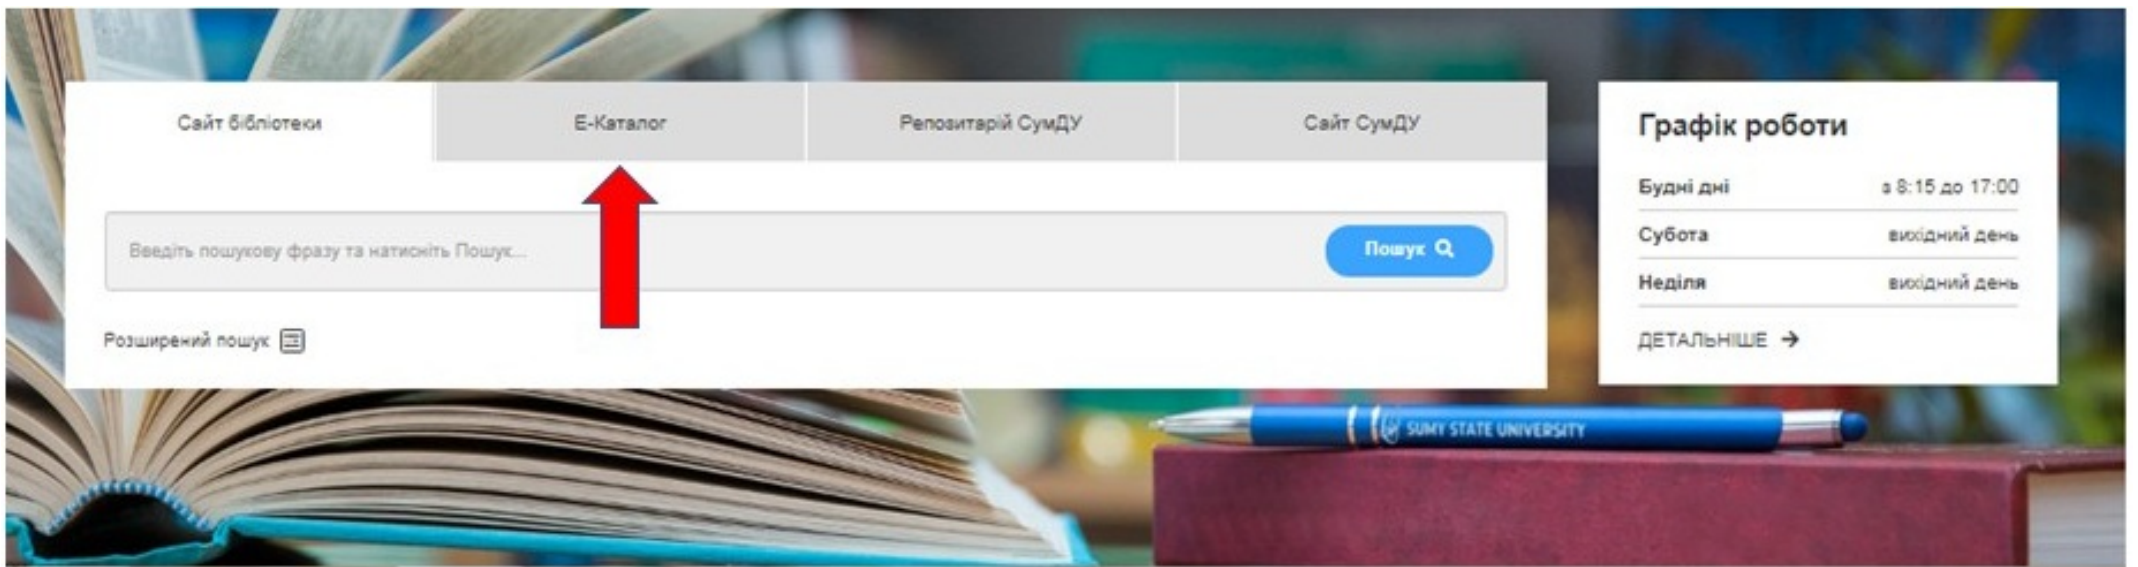 Сайт бібліотеки
Е-Каталог
Репозитарій СумДУ
Сайт СумДУ
Введіть пошукову фразу та натисніть Пошук...
Пошук
Розширений пошук
Графік роботи
Будні дні з 8:15 до 17:00
Субота вихідний день
Неділя вихідний день
ДЕТАЛЬНІШЕ →
SUMY STATE UNIVERSITY